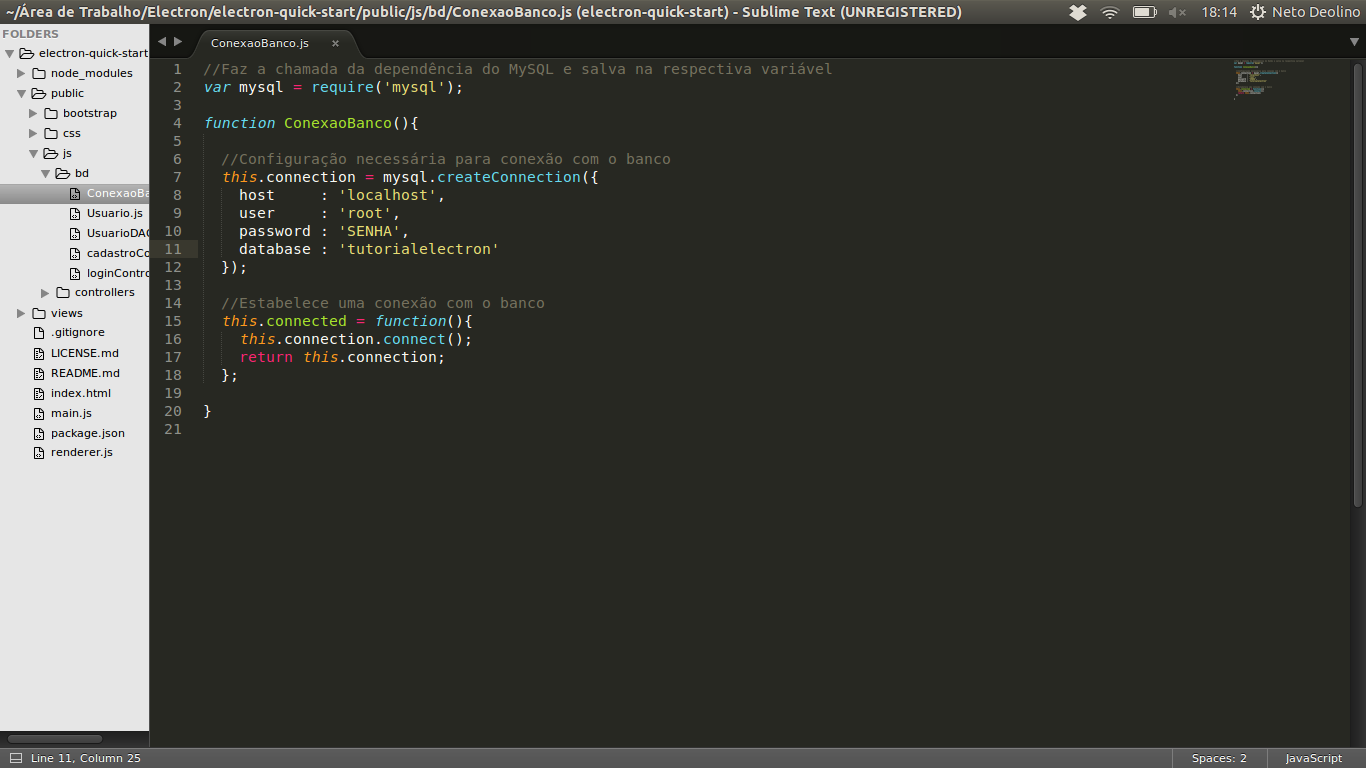 ~/Área de Trabalho/Electron/electron-quick-start/public/js/bd/ConexaoBanco.js (electron-quick-start) - Sublime Text (UNREGISTERED)
18:14
Neto Deolino
FOLDERS
electron-quick-start
node_modules
public
bootstrap
css
js
bd
ConexaoBa
Usuario.js
UsuarioDAO
cadastroCo
loginContro
controllers
views
.gitignore
LICENSE.md
README.md
index.html
main.js
package.json
renderer.js
ConexaoBanco.js ×
1 //Faz a chamada da dependência do MySQL e salva na respectiva variável
2 var mysql = require('mysql');
3
4 function ConexaoBanco(){
5
6   //Configuração necessária para conexão com o banco
7   this.connection = mysql.createConnection({
8     host     : 'localhost',
9     user     : 'root',
10     password : 'SENHA',
11     database : 'tutorialelectron'
12   });
13
14   //Estabelece uma conexão com o banco
15   this.connected = function(){
16     this.connection.connect();
17     return this.connection;
18   };
19
20 }
21
Line 11, Column 25
Spaces: 2
JavaScript